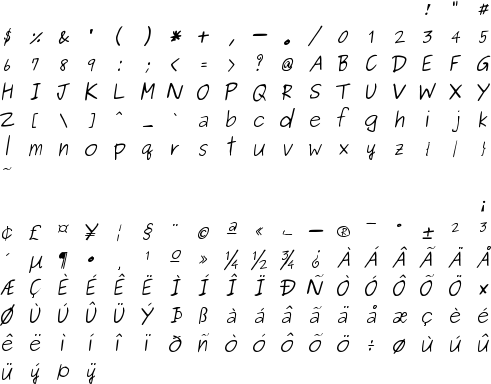 ! " #
$ % & ' ( ) * + , - . / 0 1 2 3 4 5
6 7 8 9 : ; < = > ? @ A B C D E F G
H I J K L M N O P Q R S T U V W X Y
Z [ \ ] ^ _ ` a b c d e f g h i j k
l m n o p q r s t u v w x y z { | }
~
¡
¢ £ ¤ ¥ ¦ § ¨ © ª « ¬ - ® ¯ ° ± ² ³
´ µ ¶ · ¸ ¹ º » ¼ ½ ¾ ¿ À Á Â Ã Ä Å
Æ Ç È É Ê Ë Ì Í Î Ï Ð Ñ Ò Ó Ô Õ Ö ×
Ø Ù Ú Û Ü Ý Þ ß à á â ã ä å æ ç è é
ê ë ì í î ï ð ñ ò ó ô õ ö ÷ ø ù ú û
ü ý þ ÿ